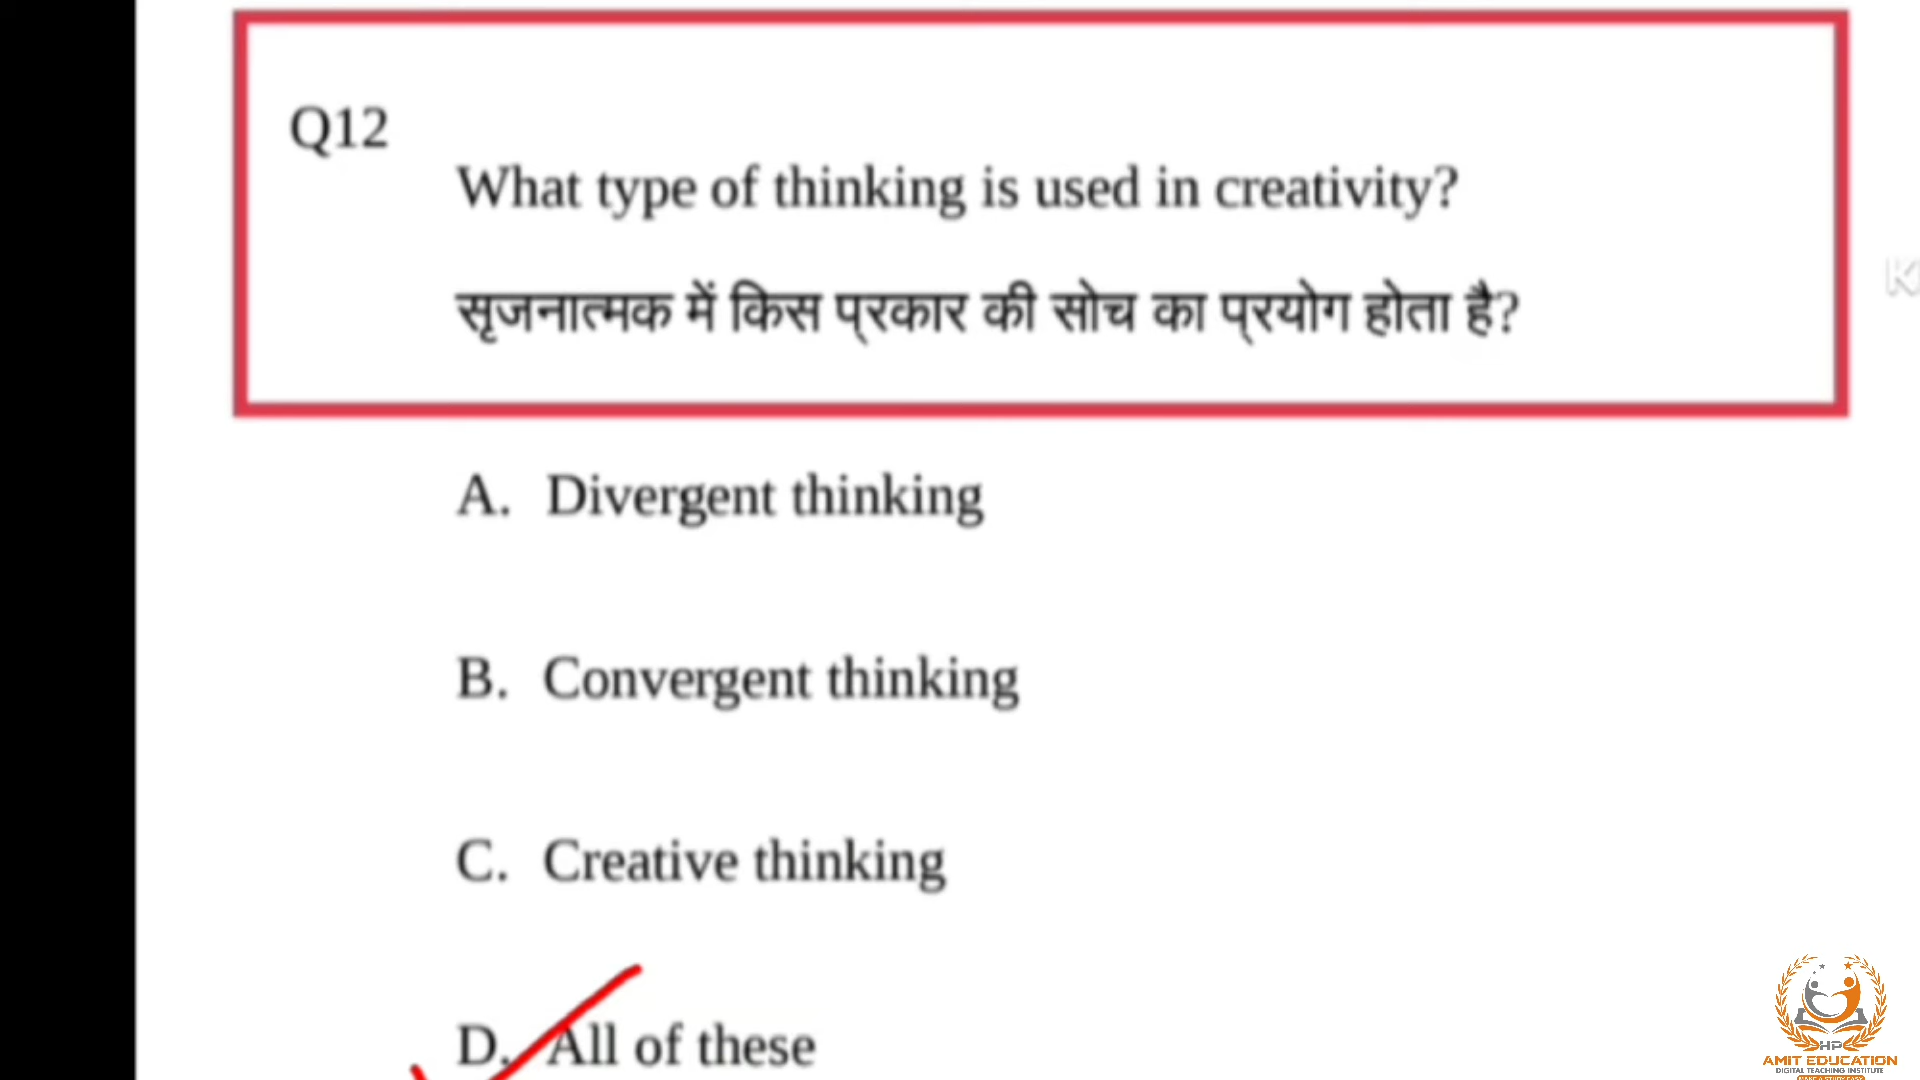 Q12
What type of thinking is used in creativity?
सृजनात्मक में किस प्रकार की सोच का प्रयोग होता है?
A. Divergent thinking
B. Convergent thinking
C. Creative thinking
D. All of these
HP
AMIT EDUCATION
DIGITAL TEACHING INSTITUTE